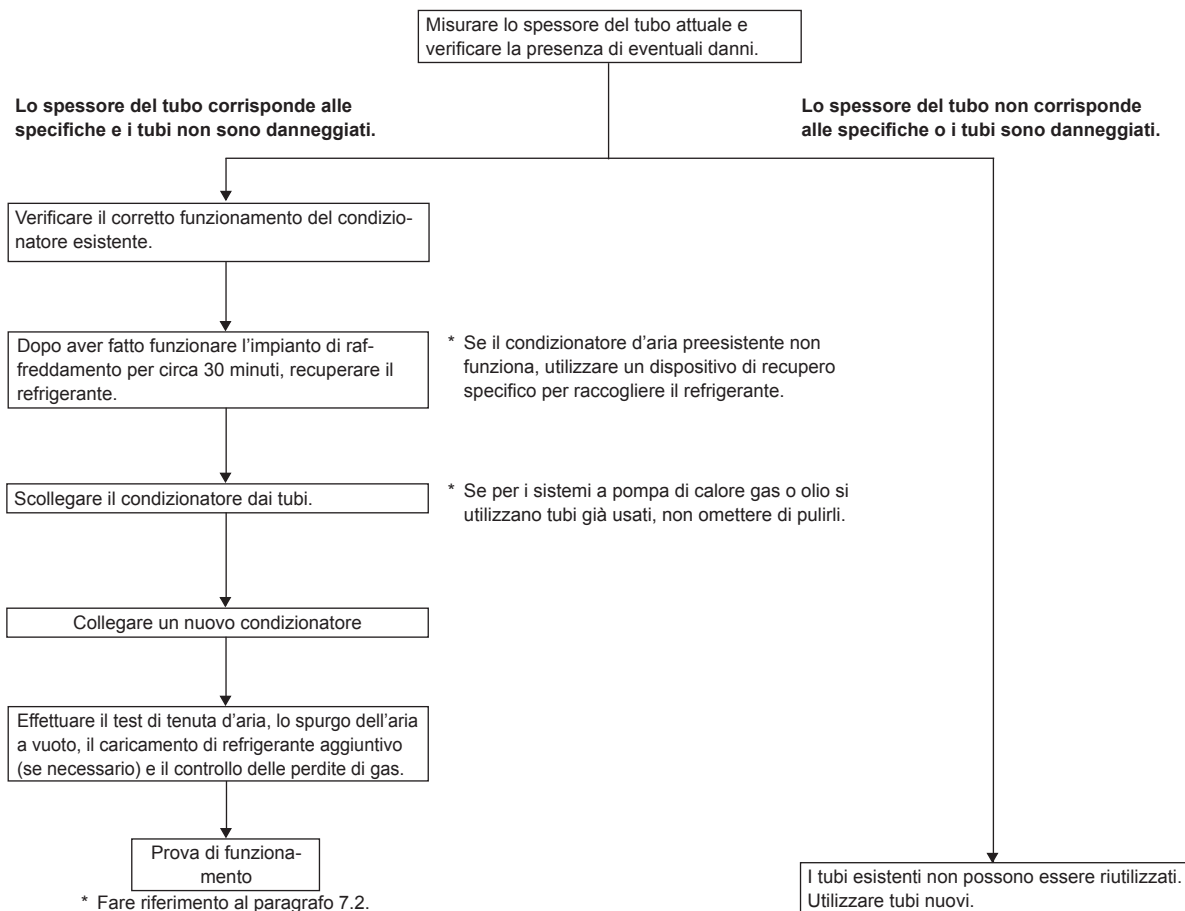 Misurare lo spessore del tubo attuale e
verificare la presenza di eventuali danni.
Lo spessore del tubo corrisponde alle
specifiche e i tubi non sono danneggiati.
Lo spessore del tubo non corrisponde
alle specifiche o i tubi sono danneggiati.
Verificare il corretto funzionamento del condizio-
natore esistente.
Dopo aver fatto funzionare l'impianto di raf-
freddamento per circa 30 minuti, recuperare il
refrigerante.
* Se il condizionatore d'aria preesistente non
funziona, utilizzare un dispositivo di recupero
specifico per raccogliere il refrigerante.
Scollegare il condizionatore dai tubi.
* Se per i sistemi a pompa di calore gas o olio si
utilizzano tubi già usati, non omettere di pulirli.
Collegare un nuovo condizionatore
Effettuare il test di tenuta d'aria, lo spurgo dell'aria
a vuoto, il caricamento di refrigerante aggiuntivo
(se necessario) e il controllo delle perdite di gas.
Prova di funziona-
mento
* Fare riferimento al paragrafo 7.2.
I tubi esistenti non possono essere riutilizzati.
Utilizzare tubi nuovi.